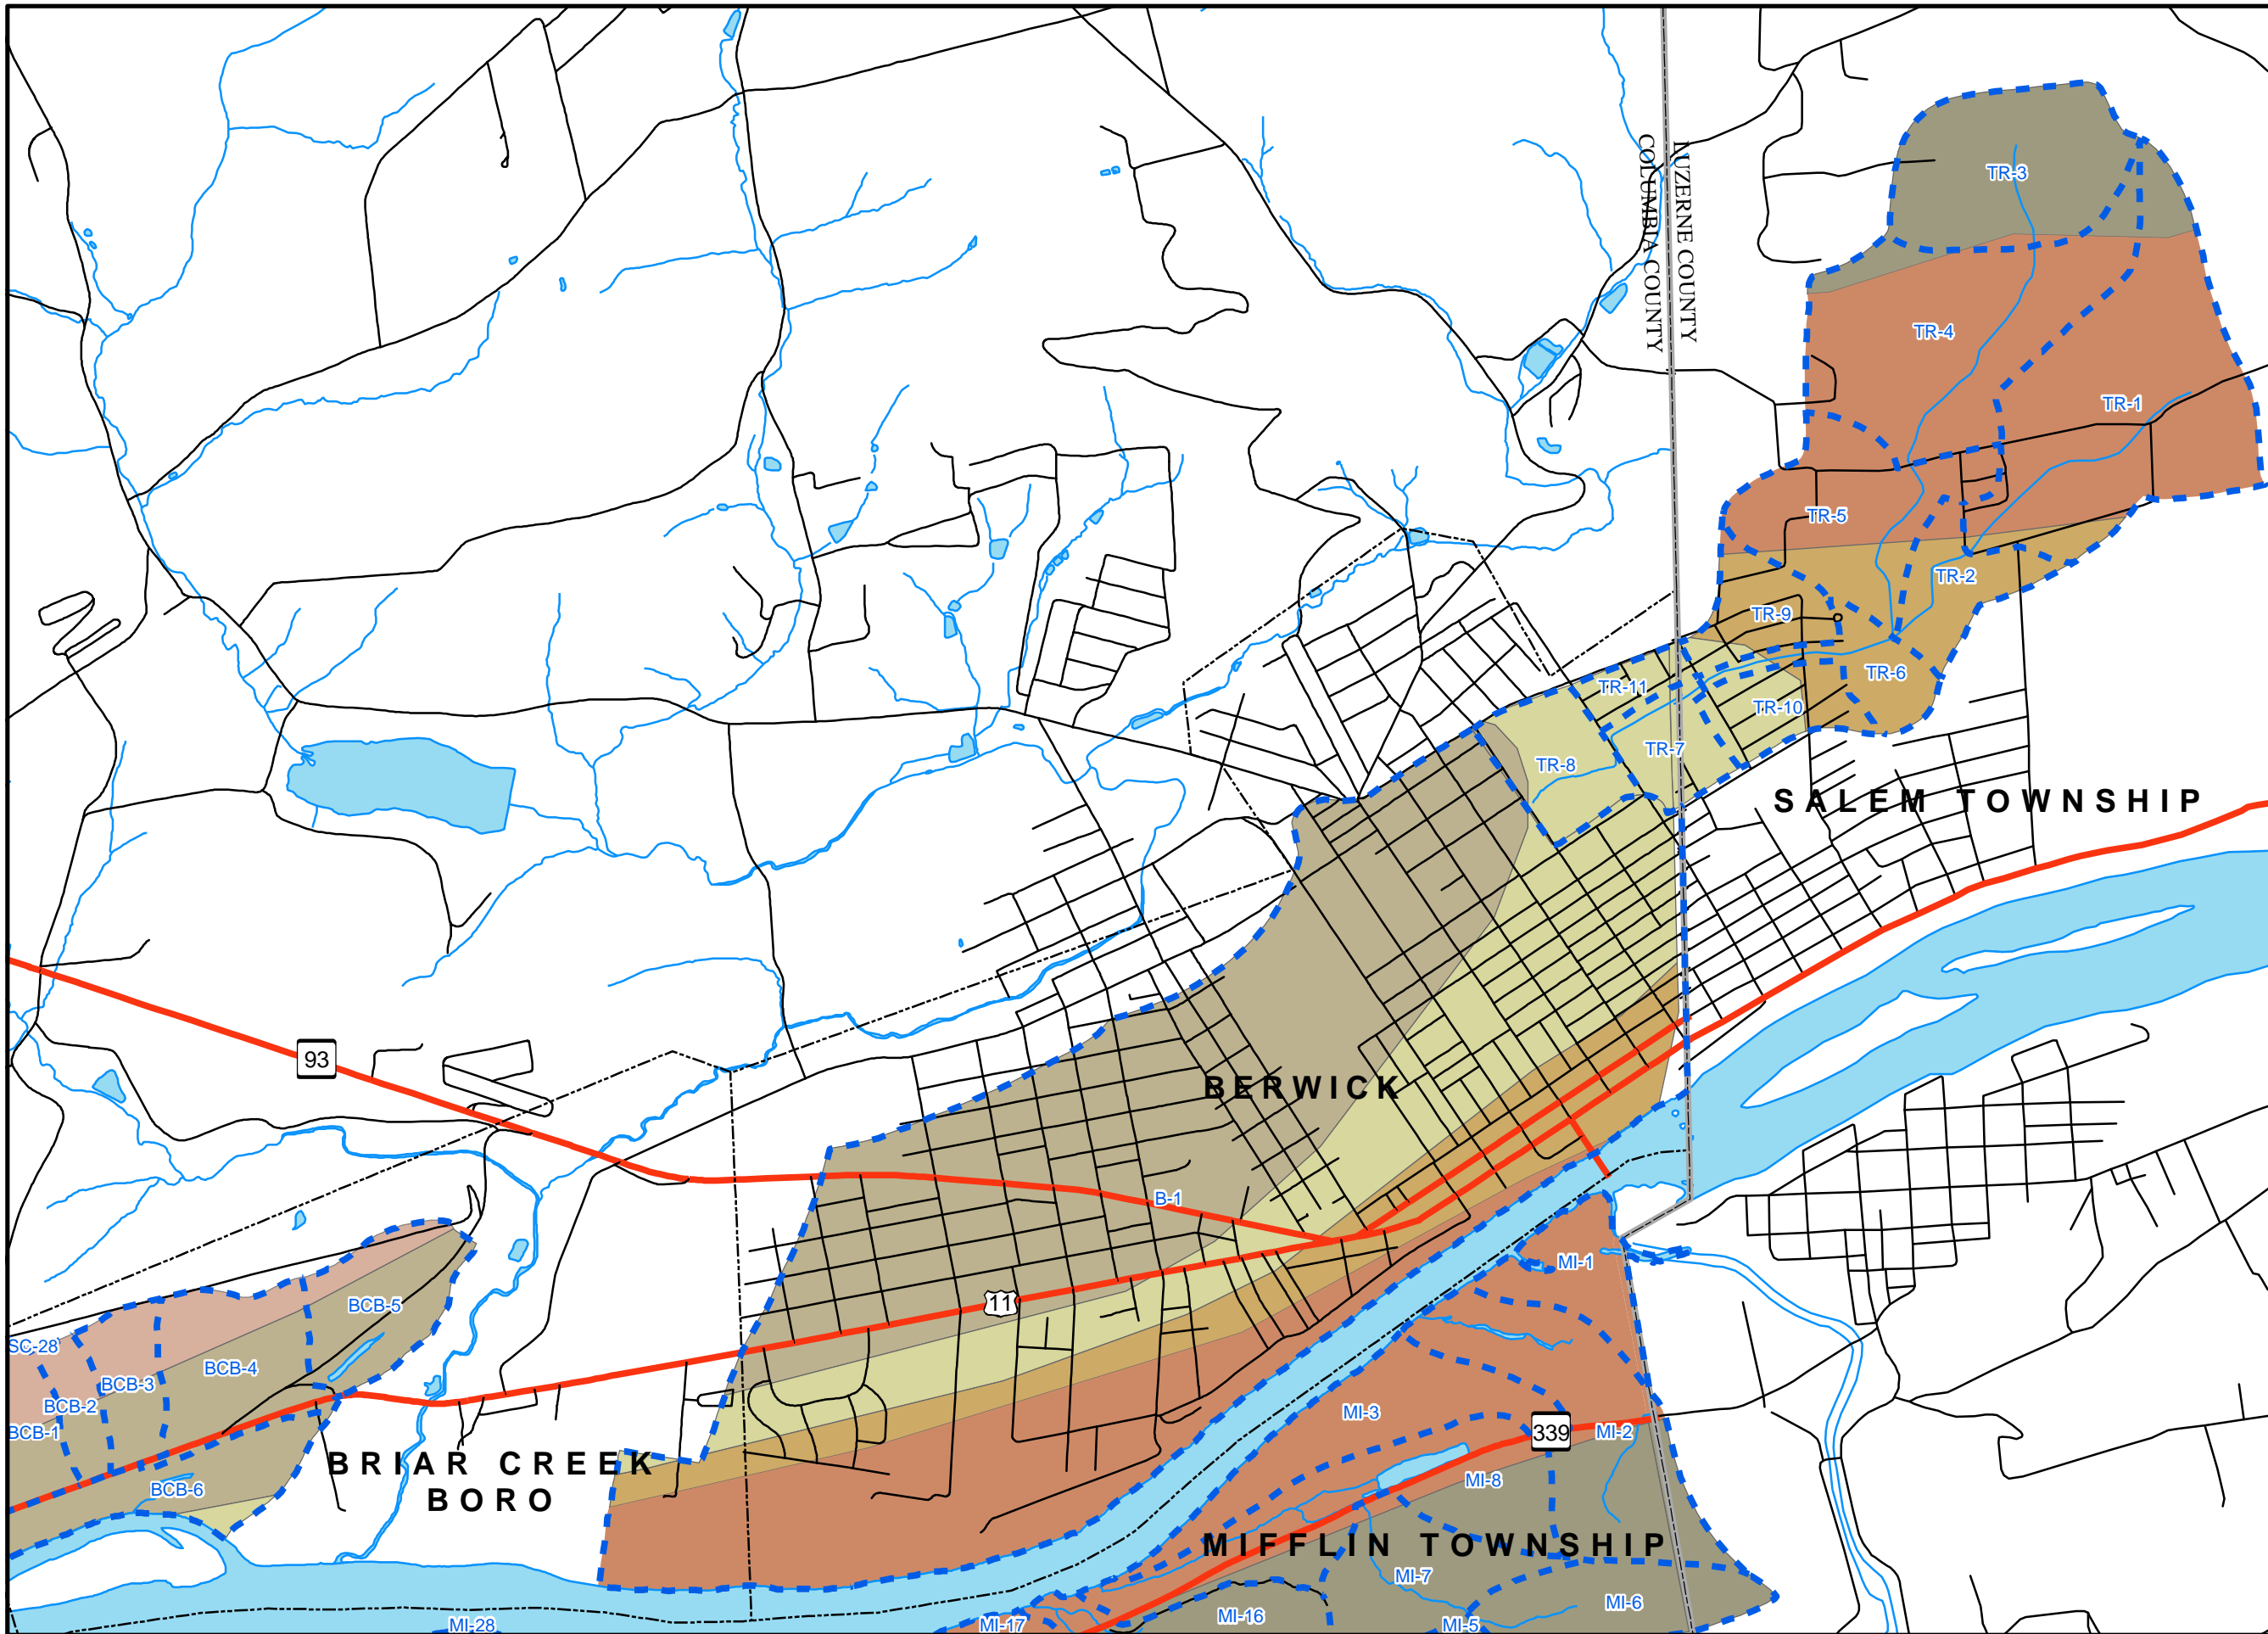 COLUMBIA COUNTY
LUZERNE COUNTY
TR-3
TR-4
TR-1
TR-5
TR-2
TR-9
TR-6
TR-11
TR-10
TR-7
TR-8
SALEM TOWNSHIP
93
BERWICK
B-1
11
MI-1
BCB-5
SC-28
BCB-4
BCB-3
BCB-2
BCB-1
MI-3
339
MI-2
BRIAR CREEK
BORO
MI-8
BCB-6
MIFFLIN TOWNSHIP
MI-7
MI-6
MI-16
MI-28
MI-17
MI-5